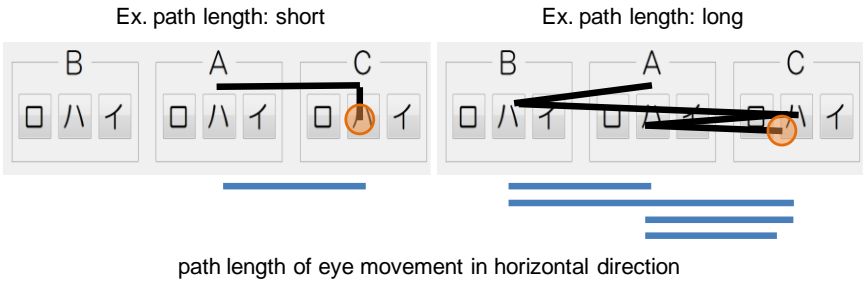 Ex. path length: short
Ex. path length: long
B A C
B A C
ロ ハ イ ロ ハ イ ロ ハ イ
ロ ハ イ ロ ハ イ ロ ハ イ
path length of eye movement in horizontal direction